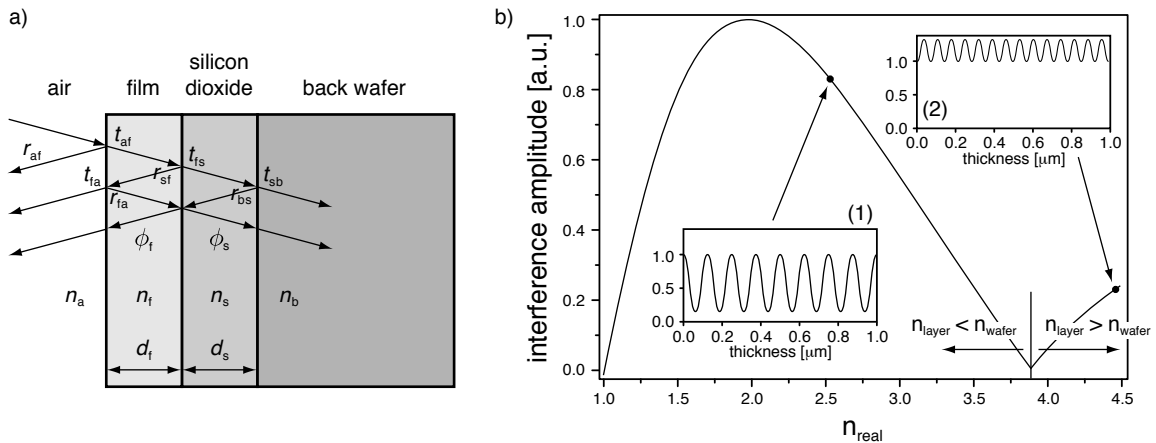 a)
air
film
silicon
dioxide
back wafer
t_af
r_af
t_fs
t_fa
r_sf
t_sb
r_fa
r_bs
ϕ_f
ϕ_s
n_a
n_f
n_s
n_b
d_f
d_s
b)
interference amplitude [a.u.]
1.0
0.8
0.6
0.4
0.2
0.0
1.0
1.5
2.0
2.5
3.0
3.5
4.0
4.5
n_real
(1)
1.0
0.5
0.0
0.0 0.2 0.4 0.6 0.8 1.0
thickness [μm]
(2)
1.0
0.5
0.0
0.0 0.2 0.4 0.6 0.8 1.0
thickness [μm]
n_layer < n_wafer
n_layer > n_wafer